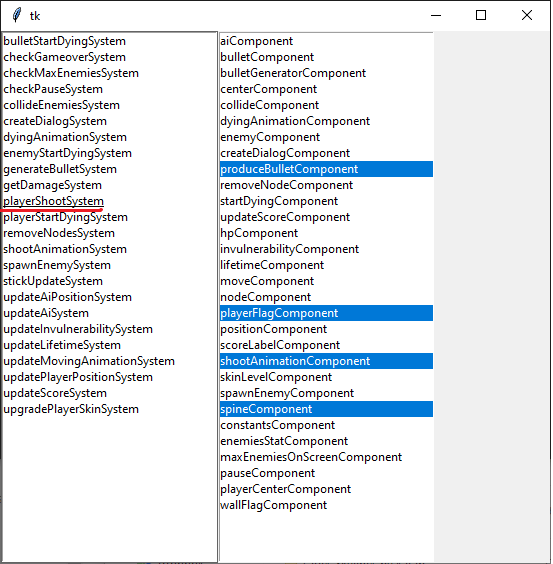 tk
bulletStartDyingSystem
checkGameoverSystem
checkMaxEnemiesSystem
checkPauseSystem
collideEnemiesSystem
createDialogSystem
dyingAnimationSystem
enemyStartDyingSystem
generateBulletSystem
getDamageSystem
playerShootSystem
playerStartDyingSystem
removeNodesSystem
shootAnimationSystem
spawnEnemySystem
stickUpdateSystem
updateAiPositionSystem
updateAiSystem
updateInvulnerabilitySystem
updateLifetimeSystem
updateMovingAnimationSystem
updatePlayerPositionSystem
updateScoreSystem
upgradePlayerSkinSystem
aiComponent
bulletComponent
bulletGeneratorComponent
centerComponent
collideComponent
dyingAnimationComponent
enemyComponent
createDialogComponent
produceBulletComponent
removeNodeComponent
startDyingComponent
updateScoreComponent
hpComponent
invulnerabilityComponent
lifetimeComponent
moveComponent
nodeComponent
playerFlagComponent
positionComponent
scoreLabelComponent
shootAnimationComponent
skinLevelComponent
spawnEnemyComponent
spineComponent
constantsComponent
enemiesStatComponent
maxEnemiesOnScreenComponent
pauseComponent
playerCenterComponent
wallFlagComponent